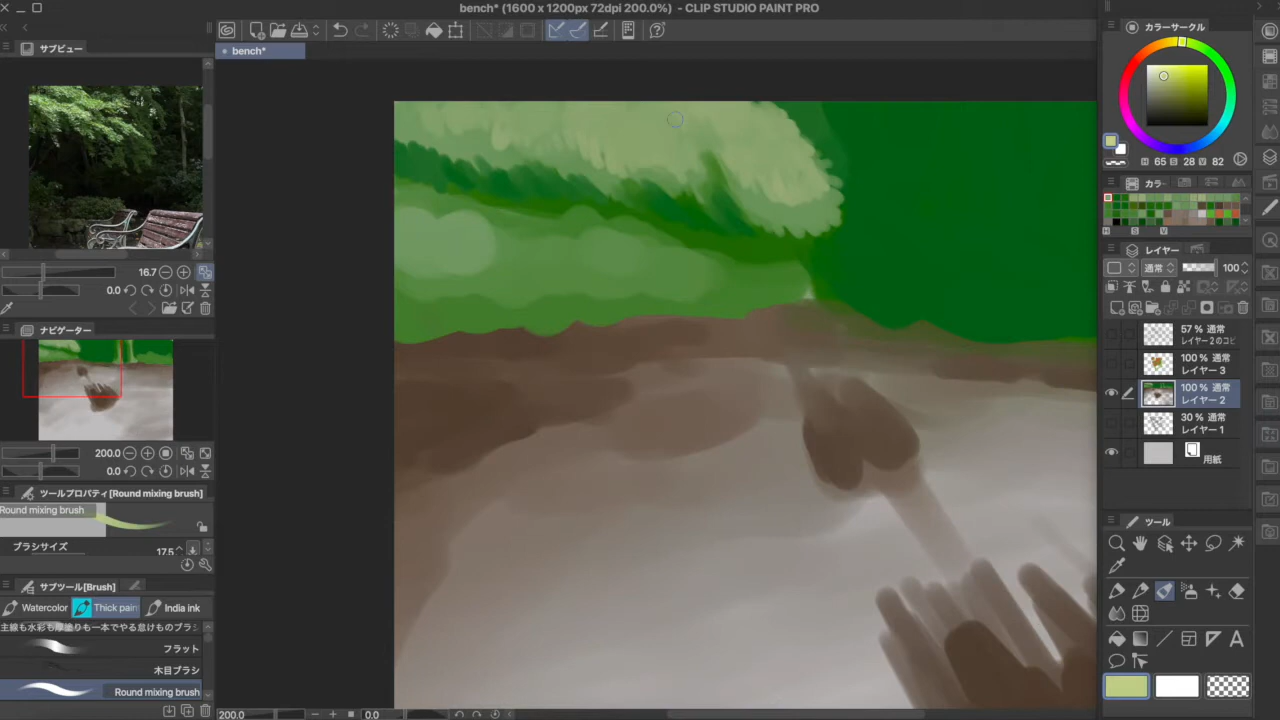 bench* (1600 x 1200px 72dpi 200.0%) - CLIP STUDIO PAINT PRO
サブビュー
bench*
16.7
0.0
ナビゲーター
200.0
0.0
ツールプロパティ[Round mixing brush]
Round mixing brush
ブラシサイズ
17.5
サブツール[Brush]
Watercolor
Thick pain
India ink
主線も水彩も厚塗りも一本でやる怠けものブラシ
フラット
木目ブラシ
Round mixing brush
200.0
0.0
カラーサークル
H 65 S 28 V 82
カラー
H S V
レイヤー
通常
100
57 % 通常
レイヤー 2 のコピ
100 % 通常
レイヤー 3
100 % 通常
レイヤー 2
30 % 通常
レイヤー 1
用紙
ツール